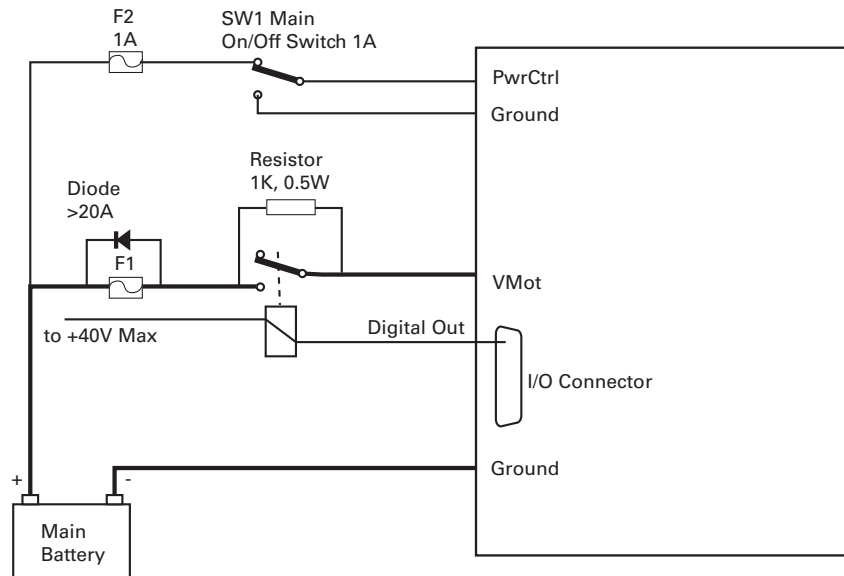 F2
1A
SW1 Main
On/Off Switch 1A
PwrCtrl
Ground
Resistor
1K, 0.5W
Diode
>20A
F1
VMot
to +40V Max
Digital Out
I/O Connector
Ground
+
-
Main
Battery